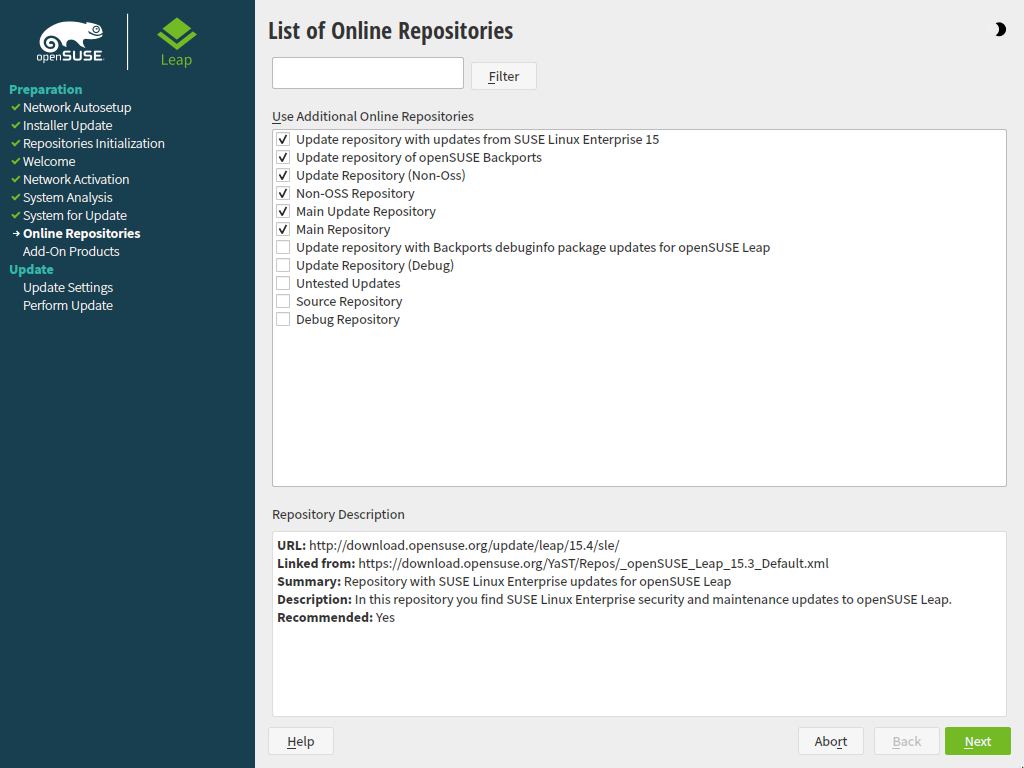 openSUSE
Leap
Preparation
Network Autosetup
Installer Update
Repositories Initialization
Welcome
Network Activation
System Analysis
System for Update
Online Repositories
Add-On Products
Update
Update Settings
Perform Update
List of Online Repositories
Filter
Use Additional Online Repositories
Update repository with updates from SUSE Linux Enterprise 15
Update repository of openSUSE Backports
Update Repository (Non-Oss)
Non-OSS Repository
Main Update Repository
Main Repository
Update repository with Backports debuginfo package updates for openSUSE Leap
Update Repository (Debug)
Untested Updates
Source Repository
Debug Repository
Repository Description
URL: http://download.opensuse.org/update/leap/15.4/sle/
Linked from: https://download.opensuse.org/YaST/Repos/_openSUSE_Leap_15.3_Default.xml
Summary: Repository with SUSE Linux Enterprise updates for openSUSE Leap
Description: In this repository you find SUSE Linux Enterprise security and maintenance updates to openSUSE Leap.
Recommended: Yes
Help
Abort
Back
Next